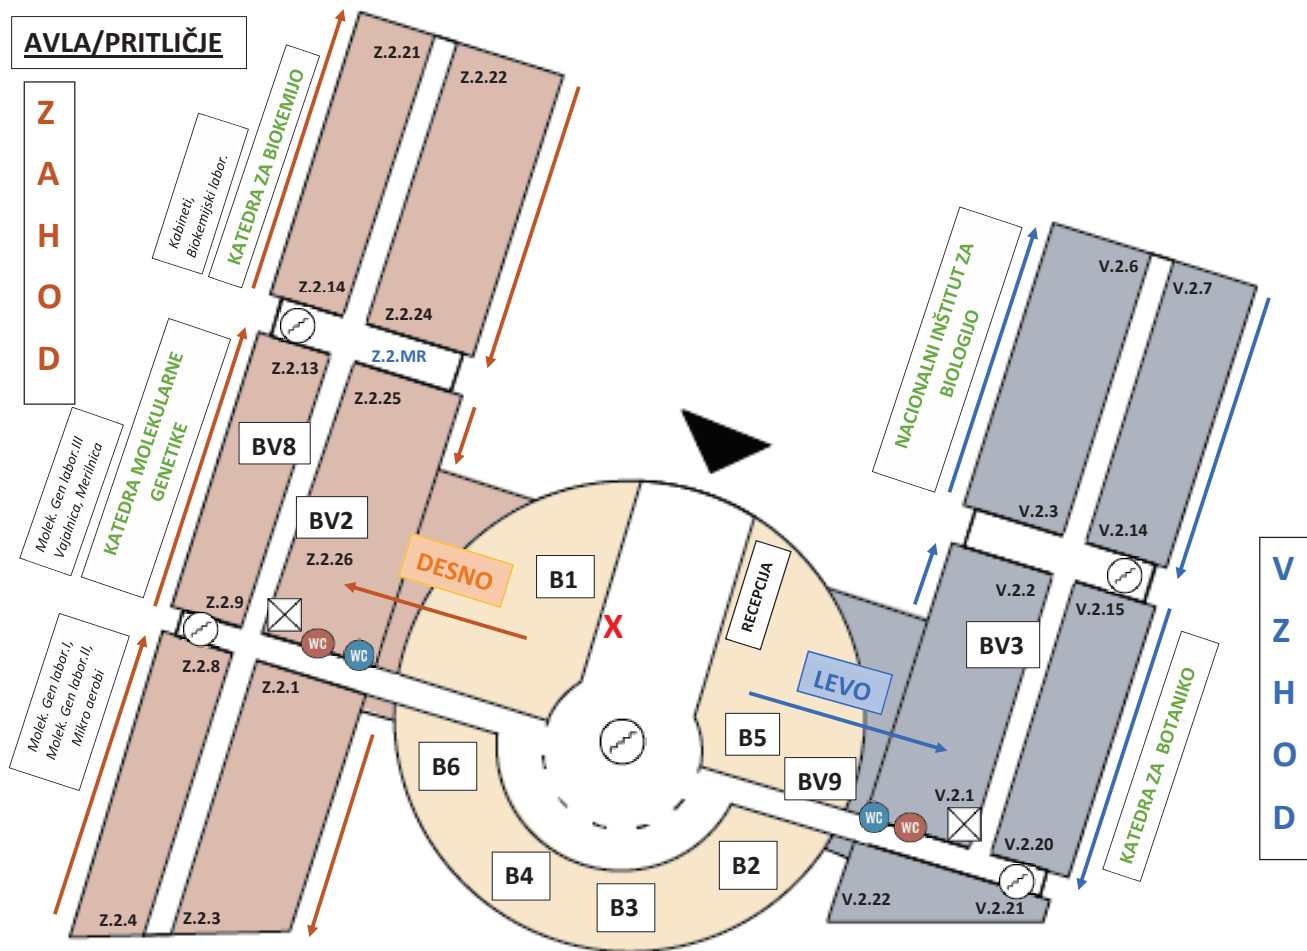 AVLA/PRITLIČJE
Z
A
H
O
D
Z.2.21
Z.2.22
KATEDRA ZA BIOKEMIJO
Kabineti,
Biokemijski labor.
Z.2.14
Z.2.24
Z.2.MR
Z.2.13
Z.2.25
KATEDRA MOLEKULARNE
GENETIKE
Molek. Gen labor.III
Vajalnica, Merilnica
BV8
BV2
Z.2.26
Z.2.9
WC
WC
Z.2.8
Z.2.1
Molek. Gen labor.I,
Molek. Gen labor.II,
Mikro aerobi
Z.2.4
Z.2.3
DESNO
B1
X
RECEPCIJA
LEVO
B5
BV9
B6
B4
B3
B2
NACIONALNI INŠTITUT ZA
BIOLOGIJO
V.2.6
V.2.7
V.2.3
V.2.14
V.2.2
V.2.15
BV3
V.2.1
WC
WC
V.2.20
V.2.22
V.2.21
KATEDRA ZA BOTANIKO
V
Z
H
O
D